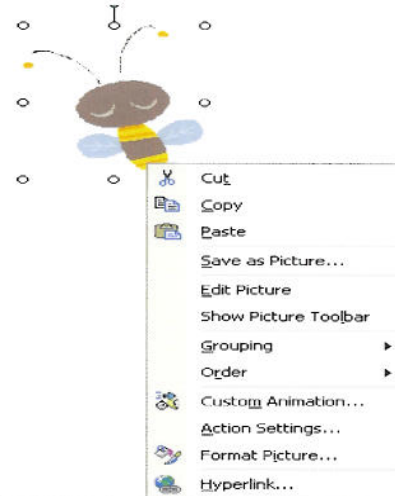 Cut
Copy
Paste
Save as Picture...
Edit Picture
Show Picture Toolbar
Grouping
Order
Custom Animation...
Action Settings...
Format Picture...
Hyperlink...